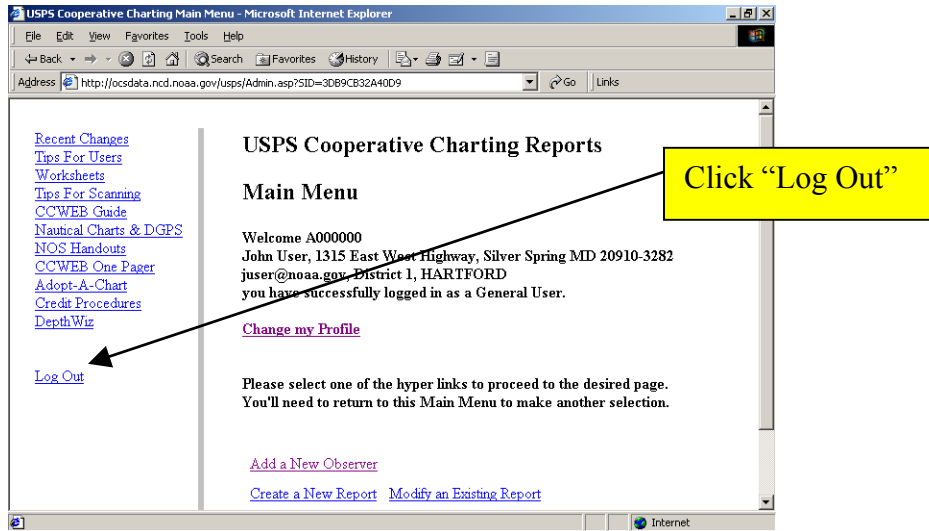 USPS Cooperative Charting Main Menu - Microsoft Internet Explorer
File Edit View Favorites Tools Help
Back Search Favorites History
Address http://ocsdata.ncd.noaa.gov/usps/Admin.asp?SID=3DB9CB32A40D9 Go Links
Recent Changes
Tips For Users
Worksheets
Tips For Scanning
CCWEB Guide
Nautical Charts & DGPS
NOS Handouts
CCWEB One Pager
Adopt-A-Chart
Credit Procedures
DepthWiz
Log Out
USPS Cooperative Charting Reports
Main Menu
Welcome A000000
John User, 1315 East West Highway, Silver Spring MD 20910-3282
juser@noaa.gov, District 1, HARTFORD
you have successfully logged in as a General User.
Change my Profile
Please select one of the hyper links to proceed to the desired page.
You'll need to return to this Main Menu to make another selection.
Add a New Observer
Create a New Report Modify an Existing Report
Click “Log Out”
Internet